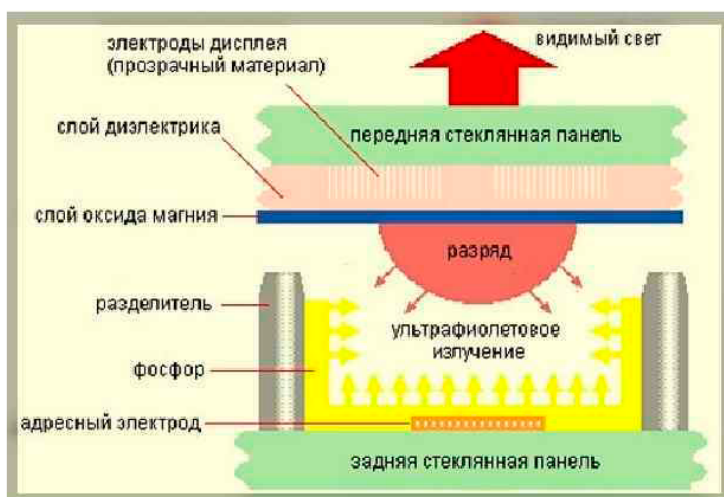 электроды дисплея
(прозрачный материал)
видимый свет
слой диэлектрика
передняя стеклянная панель
слой оксида магния
разряд
разделитель
ультрафиолетовое
излучение
фосфор
адресный электрод
задняя стеклянная панель